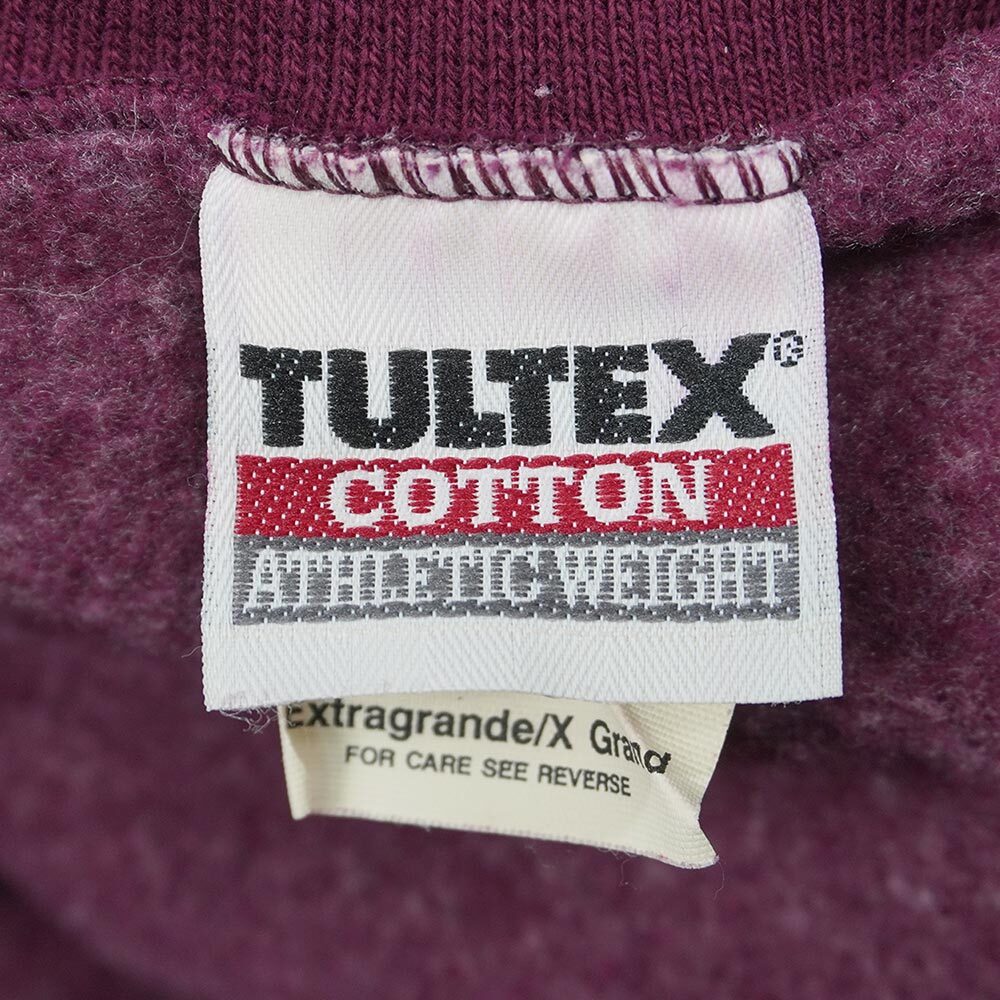 TULTEX®
COTTON
ATHLETIC WEIGHT
Extragrande/X Grand
FOR CARE SEE REVERSE